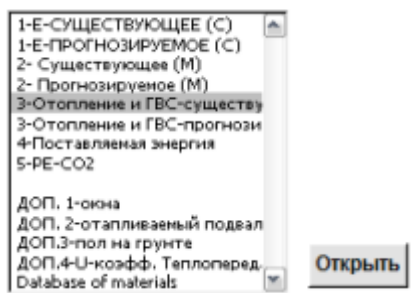 1-Е-СУЩЕСТВУЮЩЕЕ (С)
1-Е-ПРОГНОЗИРУЕМОЕ (С)
2- Существующее (М)
2- Прогнозируемое (М)
3-Отопление и ГВС-существу
3-Отопление и ГВС-прогнози
4-Поставляемая энергия
5-РЕ-СО2
ДОП. 1-окна
ДОП. 2-отапливаемый подвал
ДОП.3-пол на грунте
ДОП.4-U-коэфф. Теплоперед.
Database of materials
Открыть